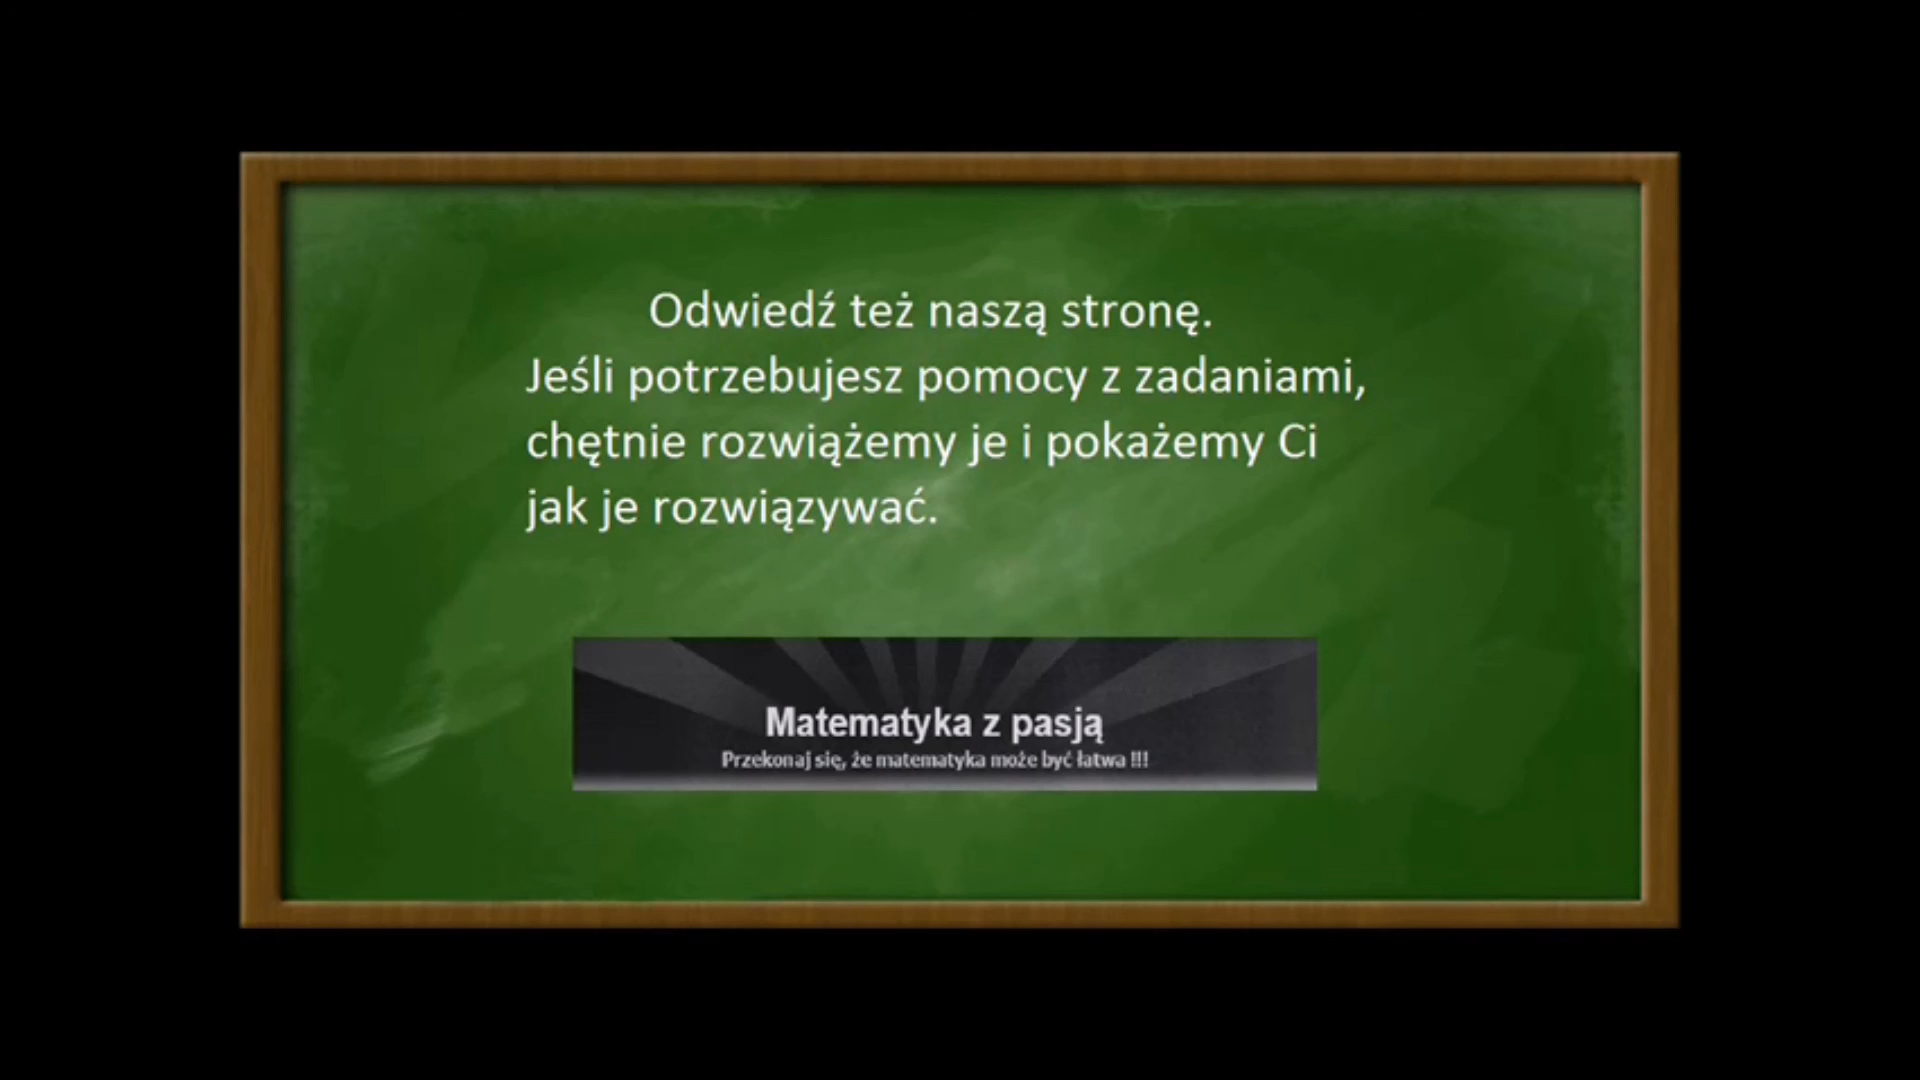 Odwiedź też naszą stronę.
Jeśli potrzebujesz pomocy z zadaniami,
chętnie rozwiążemy je i pokażemy Ci
jak je rozwiązywać.
Matematyka z pasją
Przekonaj się, że matematyka może być łatwa !!!